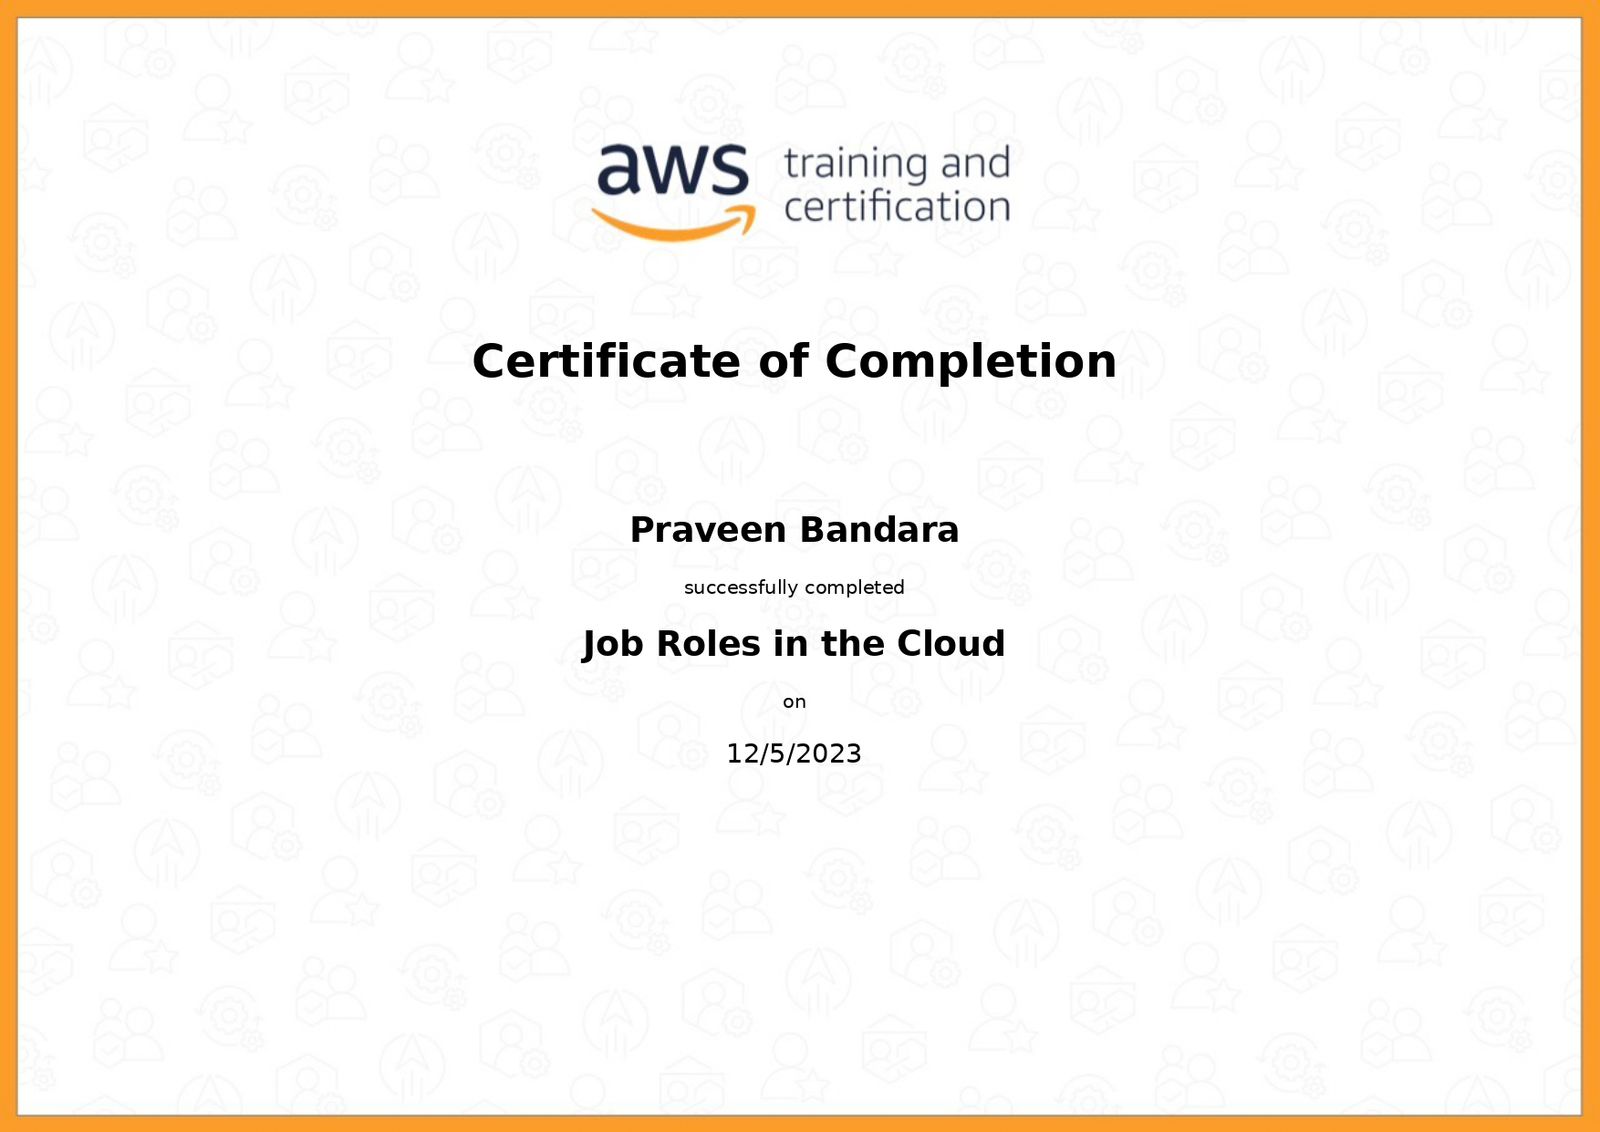 aws training and
certification
Certificate of Completion
Praveen Bandara
successfully completed
Job Roles in the Cloud
on
12/5/2023